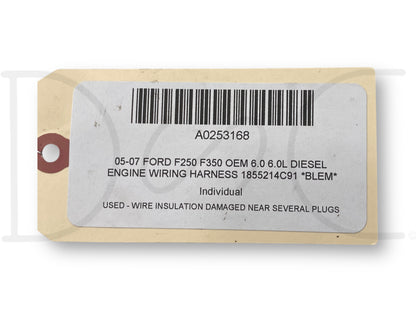 A0253168
05-07 FORD F250 F350 OEM 6.0 6.0L DIESEL
ENGINE WIRING HARNESS 1855214C91 *BLEM*
Individual
USED - WIRE INSULATION DAMAGED NEAR SEVERAL PLUGS